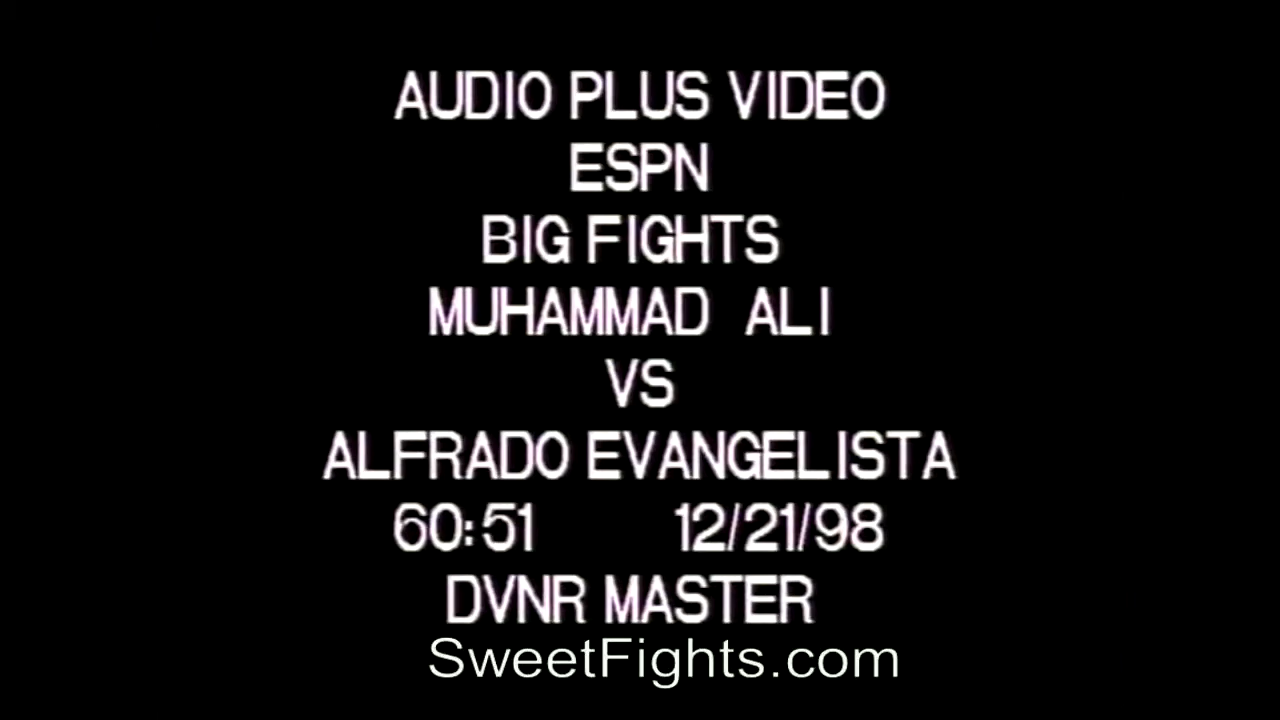 AUDIO PLUS VIDEO
ESPN
BIG FIGHTS
MUHAMMAD ALI
VS
ALFRADO EVANGELISTA
60:51 12/21/98
DVNR MASTER
SweetFights.com